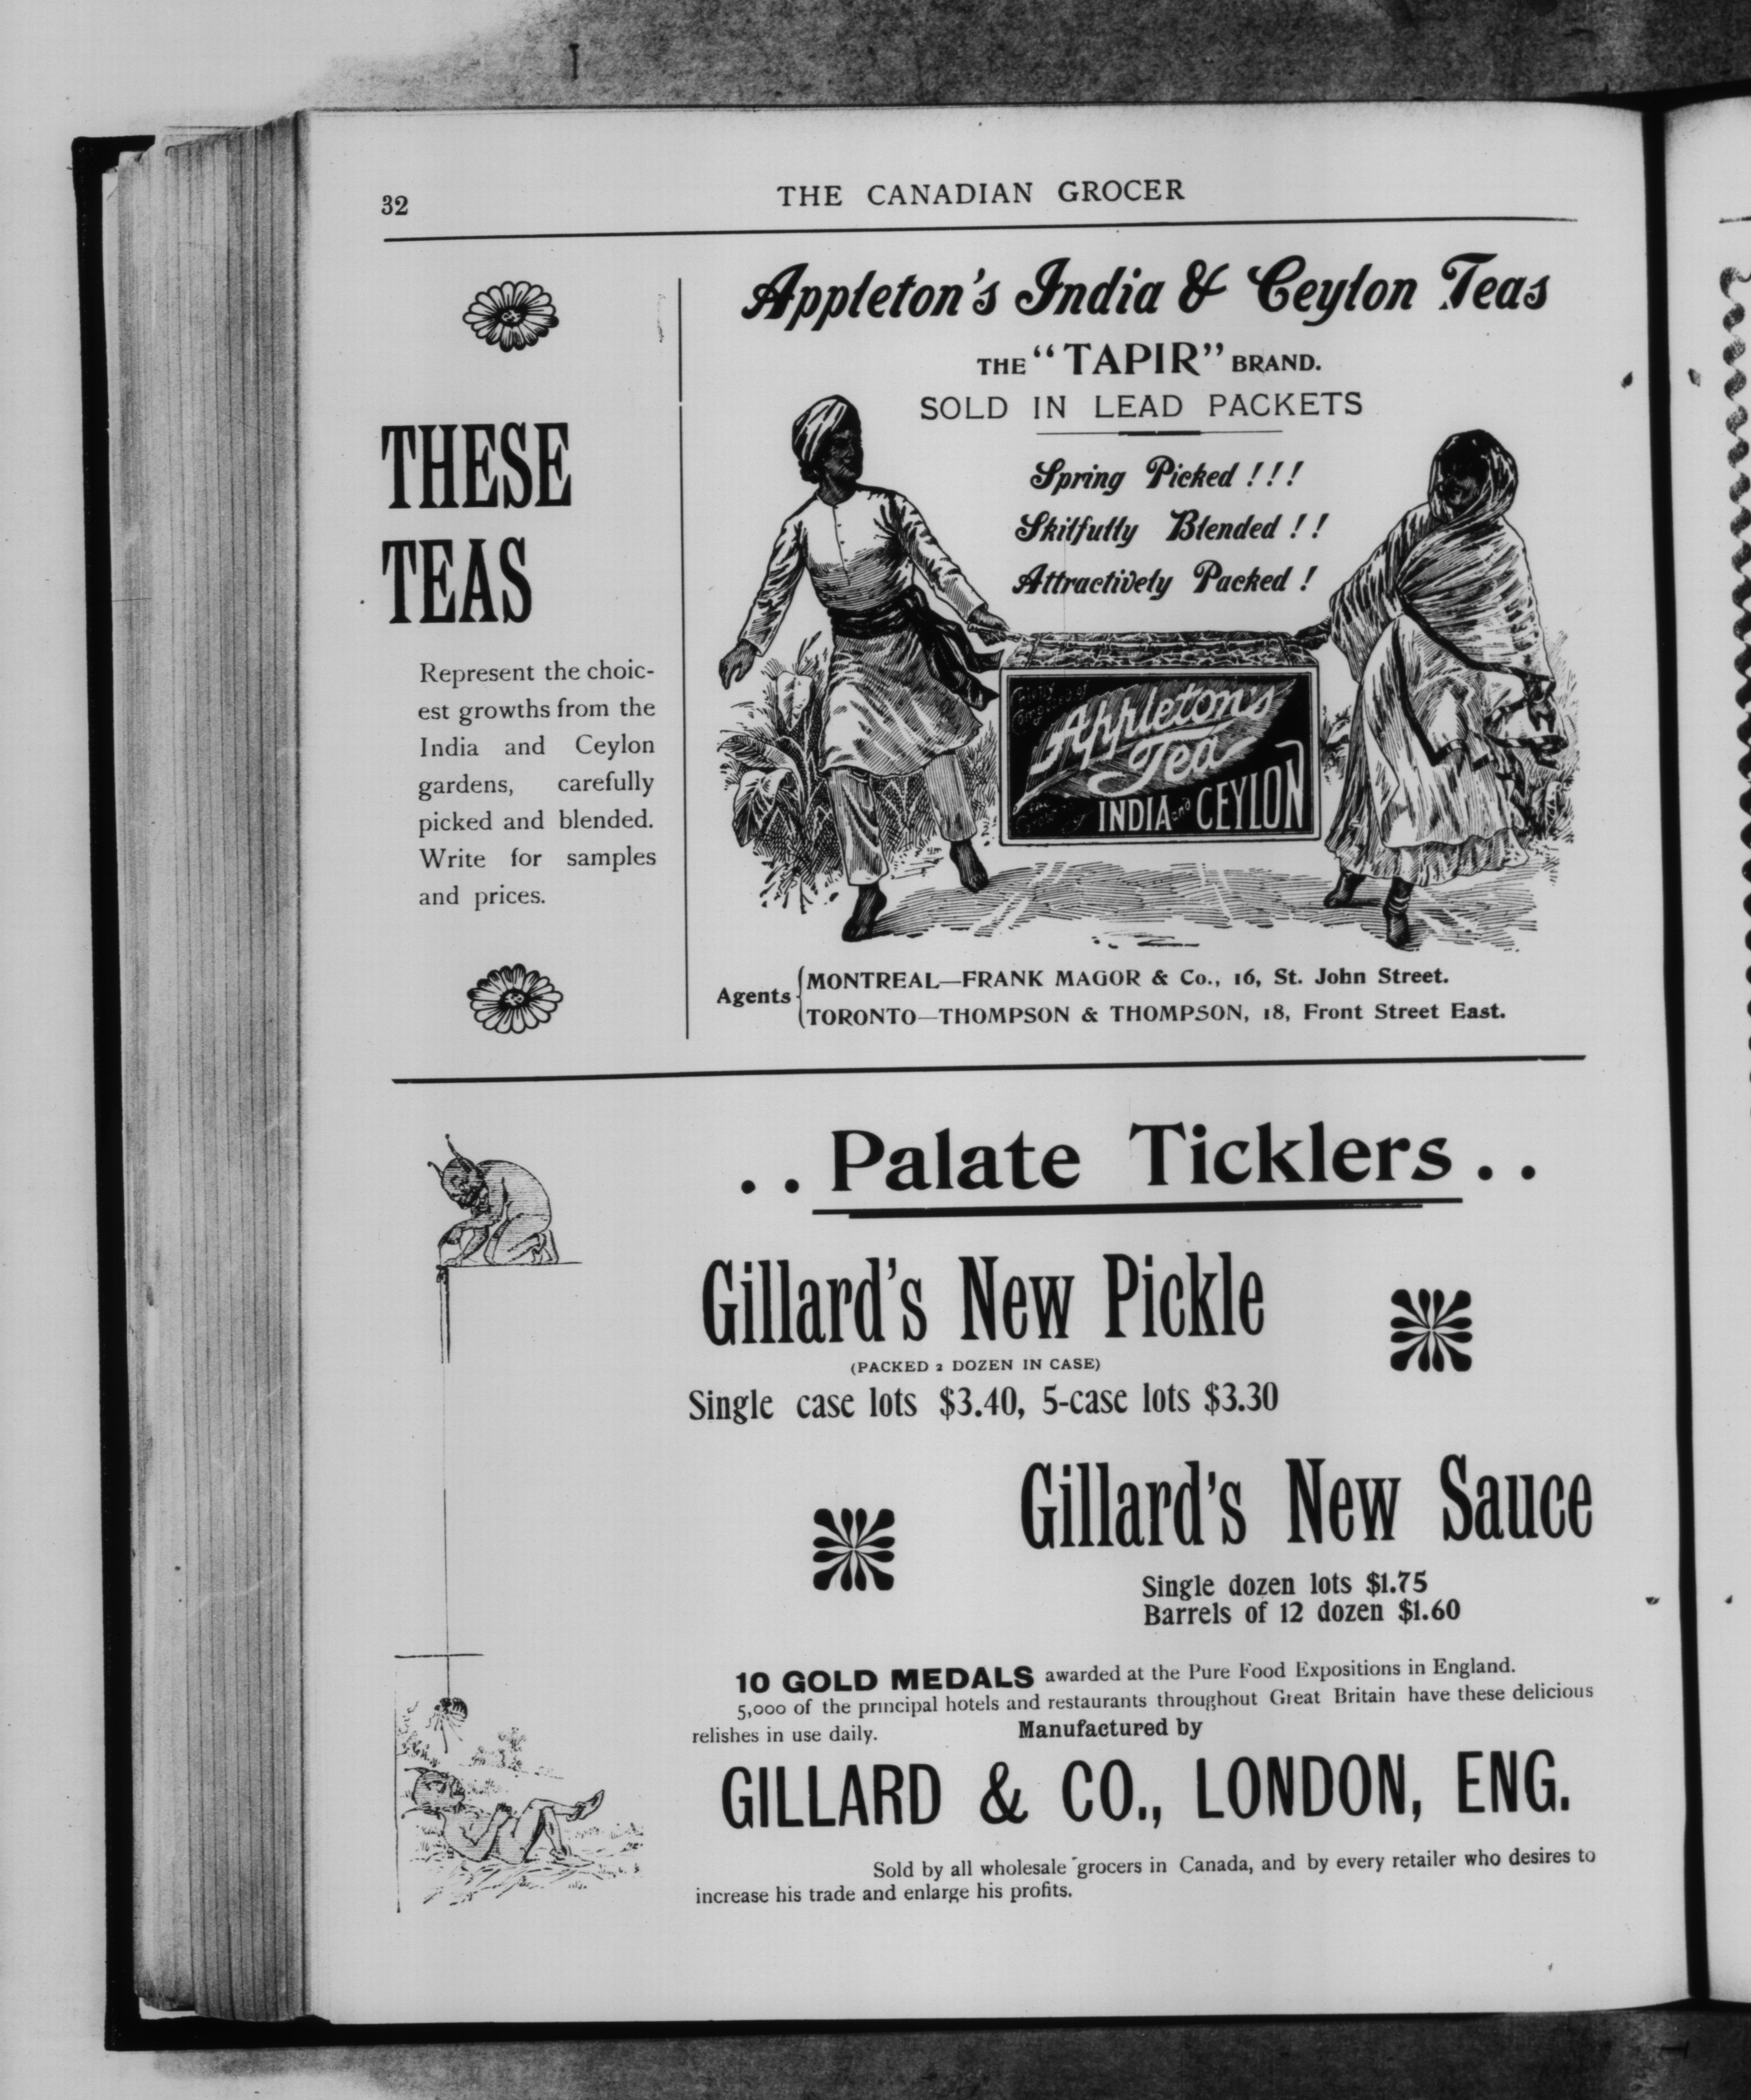 32
THE CANADIAN GROCER
THESE
TEAS
Represent the choic-
est growths from the
India and Ceylon
gardens, carefully
picked and blended.
Write for samples
and prices.
Appleton's India & Ceylon Teas
THE "TAPIR" BRAND.
SOLD IN LEAD PACKETS
Spring Picked !!!
Skilfully Blended !!
Attractively Packed !
Appleton's
Tea
INDIA and CEYLON
Agents
MONTREAL—FRANK MAGOR & Co., 16, St. John Street.
TORONTO—THOMPSON & THOMPSON, 18, Front Street East.
. . Palate Ticklers . .
Gillard's New Pickle
(PACKED 2 DOZEN IN CASE)
Single case lots $3.40, 5-case lots $3.30
Gillard's New Sauce
Single dozen lots $1.75
Barrels of 12 dozen $1.60
10 GOLD MEDALS awarded at the Pure Food Expositions in England.
5,000 of the principal hotels and restaurants throughout Great Britain have these delicious
relishes in use daily.
Manufactured by
GILLARD & CO., LONDON, ENG.
Sold by all wholesale grocers in Canada, and by every retailer who desires to
increase his trade and enlarge his profits.